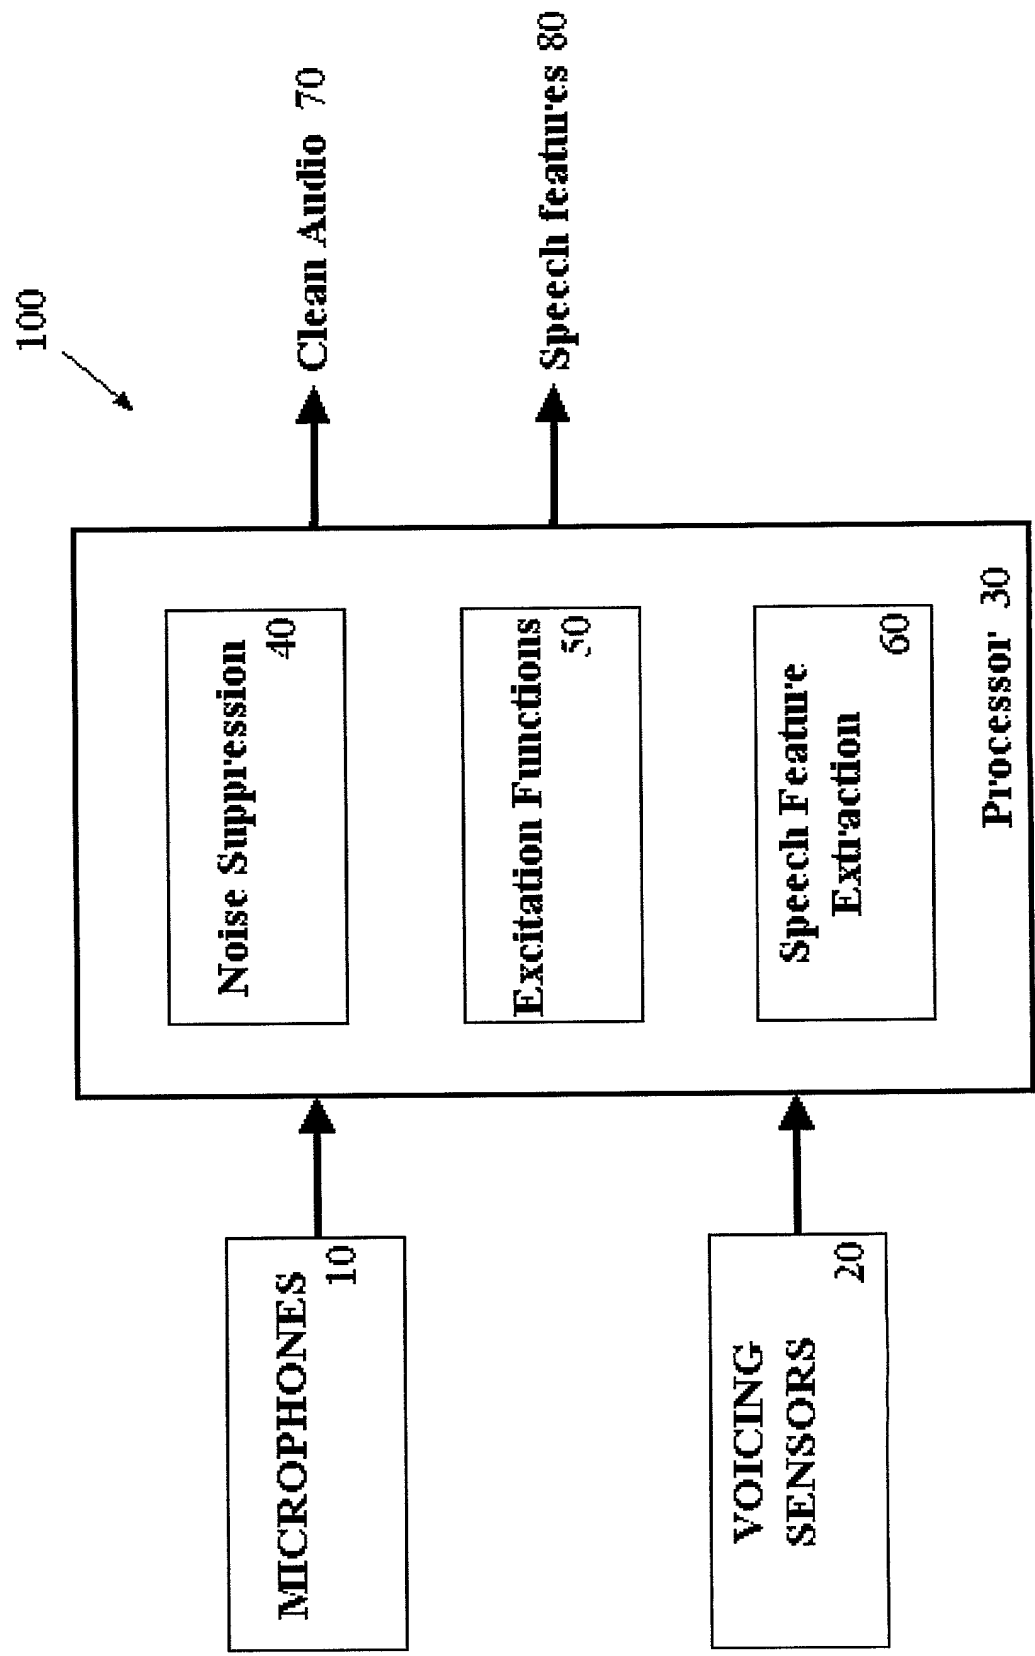 100
MICROPHONES
10
VOICING
SENSORS
20
Noise Suppression
40
Excitation Functions
50
Speech Feature
Extraction
60
Processor 30
Clean Audio 70
Speech features 80